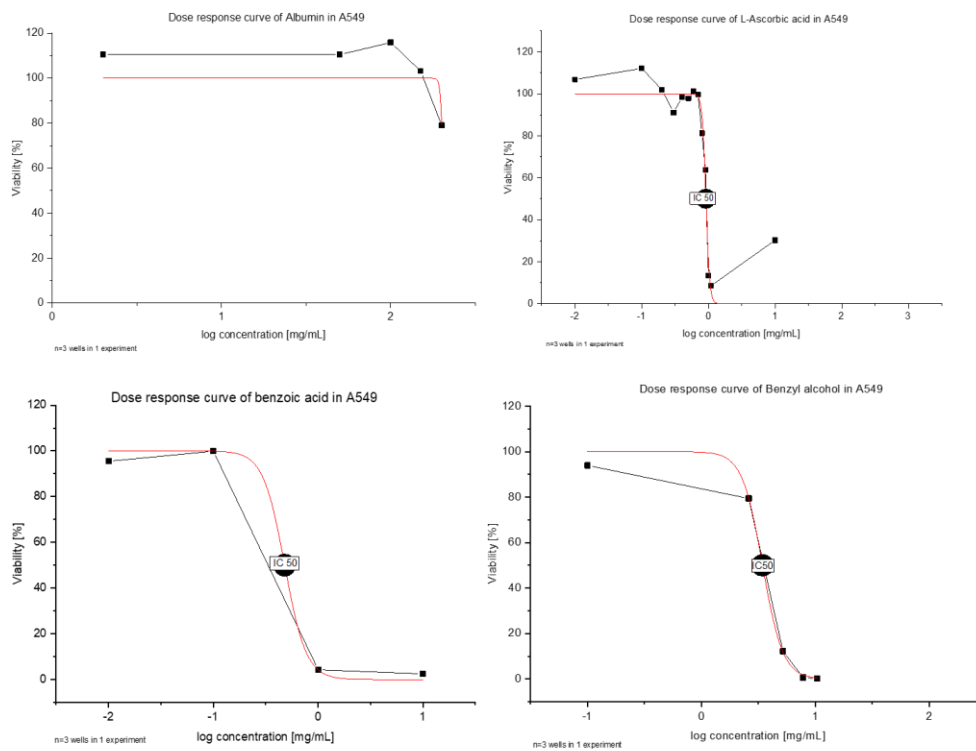 Dose response curve of Albumin in A549
120
100
80
60
40
20
0
Viability [%]
0
1
2
log concentration [mg/mL]
n=3 wells in 1 experiment
Dose response curve of L-Ascorbic acid in A549
120
100
80
60
40
20
0
Viability [%]
IC 50
-2
-1
0
1
2
3
log concentration [mg/mL]
n=3 wells in 1 experiment
Dose response curve of benzoic acid in A549
120
100
80
60
40
20
0
Viability [%]
IC 50
-2
-1
0
1
log concentration [mg/mL]
n=3 wells in 1 experiment
Dose response curve of Benzyl alcohol in A549
120
100
80
60
40
20
0
Viability [%]
IC50
-1
0
1
2
log concentration [mg/mL]
n=3 wells in 1 experiment